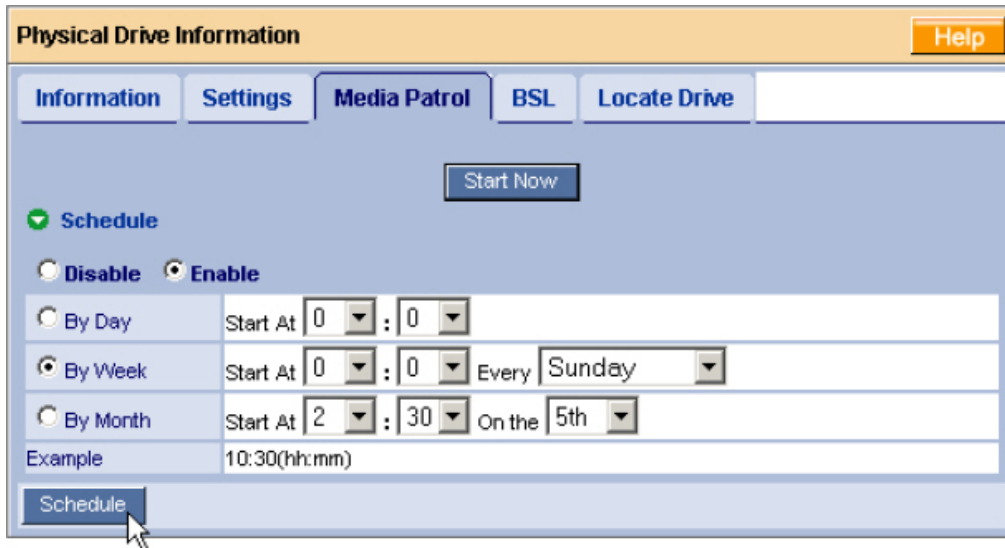 Physical Drive Information Help
Information Settings Media Patrol BSL Locate Drive
Start Now
Schedule
Disable Enable
By Day Start At 0 : 0
By Week Start At 0 : 0 Every Sunday
By Month Start At 2 : 30 On the 5th
Example 10:30(hh:mm)
Schedule